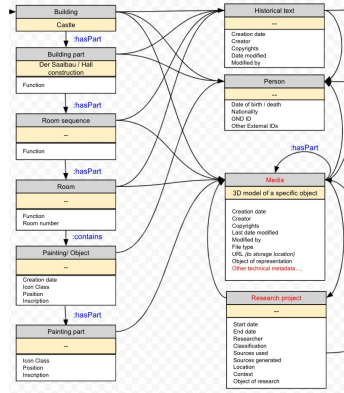 Building
Castle
:hasPart
Building part
Der Saalbau / Hall
construction
Function
:hasPart
Room sequence
--
Function
:hasPart
Room
--
Function
Room number
:contains
Painting/ Object
--
Creation date
Icon Class
Position
Inscription
:hasPart
Painting part
--
Icon Class
Position
Inscription
Historical text
--
Creation date
Creator
Copyrights
Date modified
Modified by
Person
--
Date of birth / death
Nationality
GND ID
Other External IDs
:hasPart
Media
3D model of a specific object
Creation date
Creator
Copyrights
Last date modified
Modified by
File type
URL (to storage location)
Object of representation
Other technical metadata....
Research project
--
Start date
End date
Researcher
Classification
Sources used
Sources generated
Location
Context
Object of research